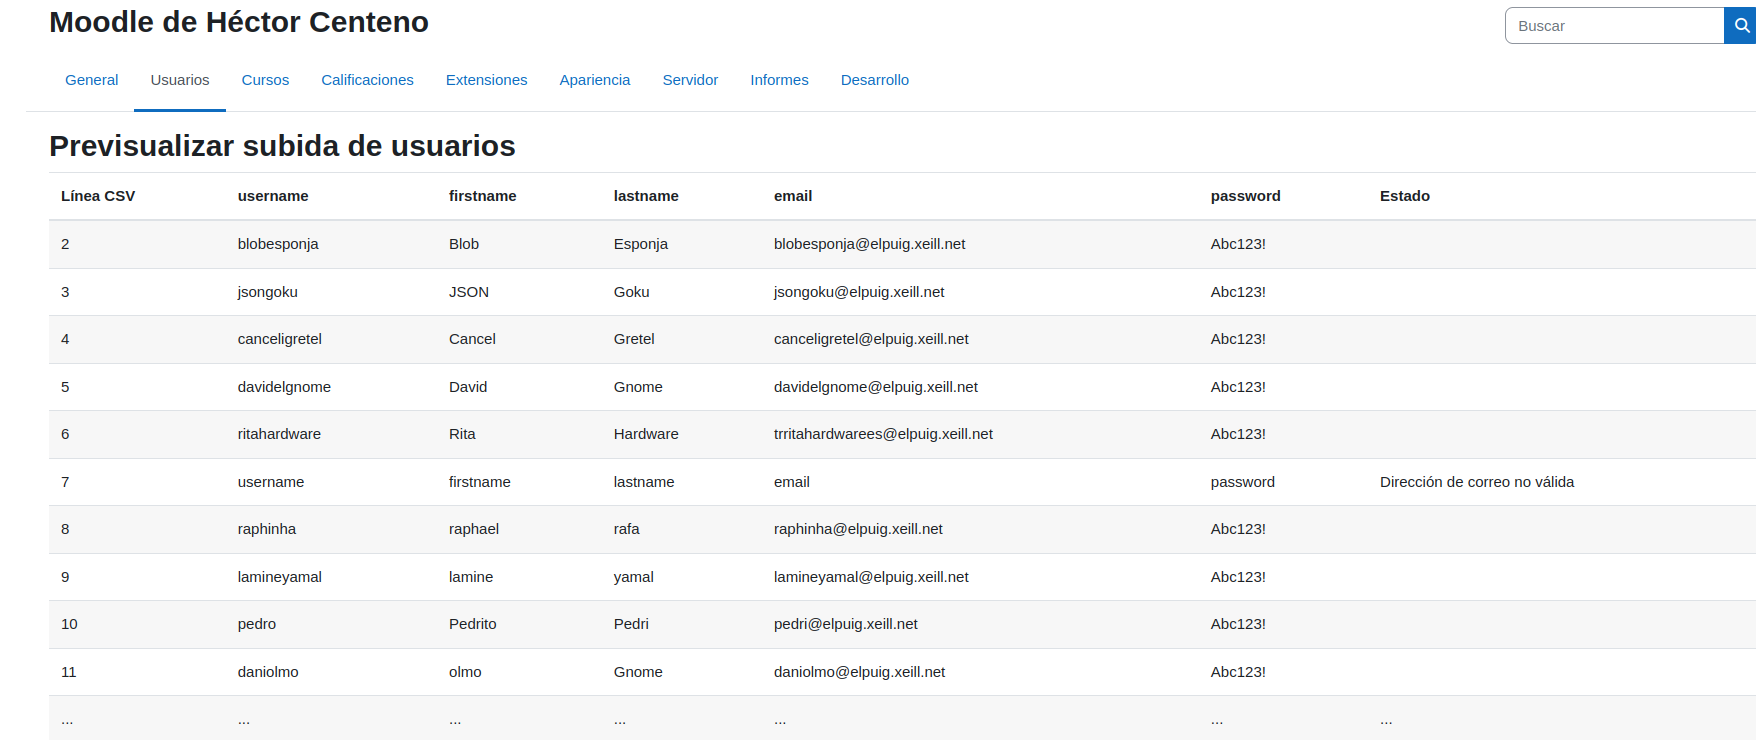 Moodle de Héctor Centeno
Buscar
General Usuarios Cursos Calificaciones Extensiones Apariencia Servidor Informes Desarrollo
Previsualizar subida de usuarios
Línea CSV username firstname lastname email password Estado
2 blobesponja Blob Esponja blobesponja@elpuig.xeill.net Abc123!
3 jsongoku JSON Goku jsongoku@elpuig.xeill.net Abc123!
4 canceligretel Cancel Gretel canceligretel@elpuig.xeill.net Abc123!
5 davidelgnome David Gnome davidelgnome@elpuig.xeill.net Abc123!
6 ritahardware Rita Hardware trritahardwarees@elpuig.xeill.net Abc123!
7 username firstname lastname email password Dirección de correo no válida
8 raphinha raphael rafa raphinha@elpuig.xeill.net Abc123!
9 lamineyamal lamine yamal lamineyamal@elpuig.xeill.net Abc123!
10 pedro Pedrito Pedri pedri@elpuig.xeill.net Abc123!
11 daniolmo olmo Gnome daniolmo@elpuig.xeill.net Abc123!
... ... ... ... ... ... ...